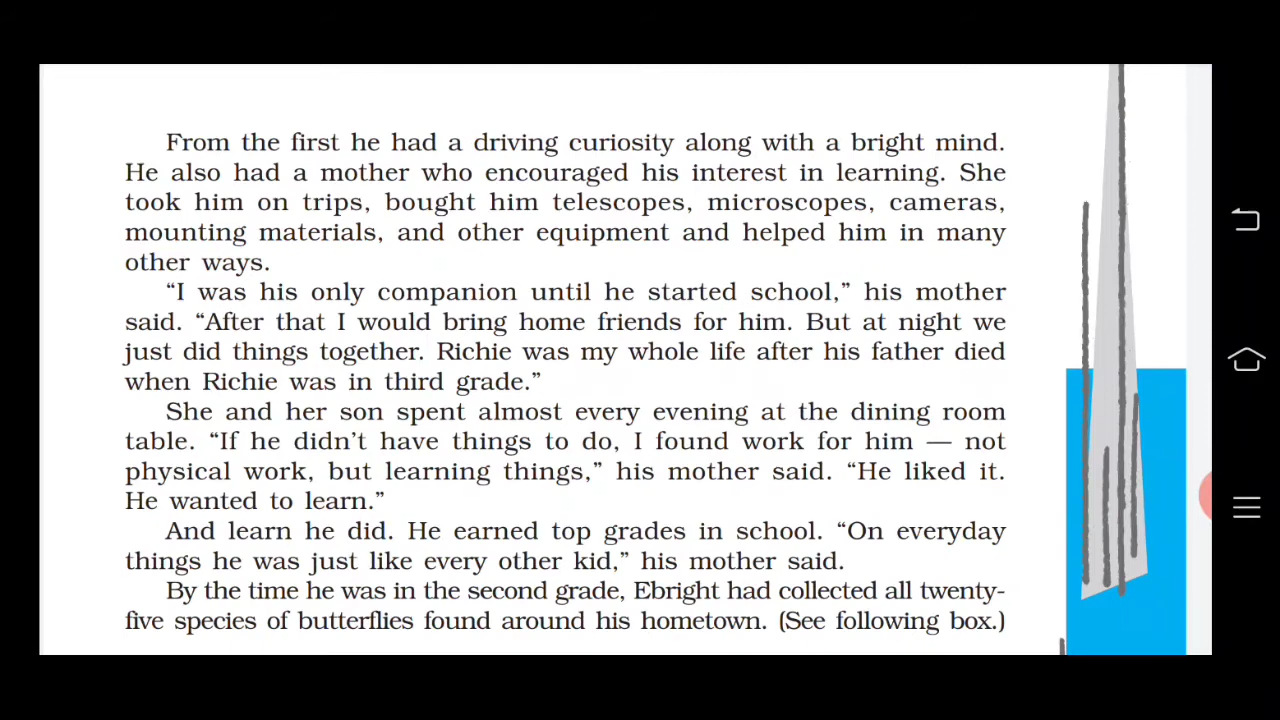 From the first he had a driving curiosity along with a bright mind.
He also had a mother who encouraged his interest in learning. She
took him on trips, bought him telescopes, microscopes, cameras,
mounting materials, and other equipment and helped him in many
other ways.
“I was his only companion until he started school,” his mother
said. “After that I would bring home friends for him. But at night we
just did things together. Richie was my whole life after his father died
when Richie was in third grade.”
She and her son spent almost every evening at the dining room
table. “If he didn’t have things to do, I found work for him — not
physical work, but learning things,” his mother said. “He liked it.
He wanted to learn.”
And learn he did. He earned top grades in school. “On everyday
things he was just like every other kid,” his mother said.
By the time he was in the second grade, Ebright had collected all twenty-
five species of butterflies found around his hometown. (See following box.)